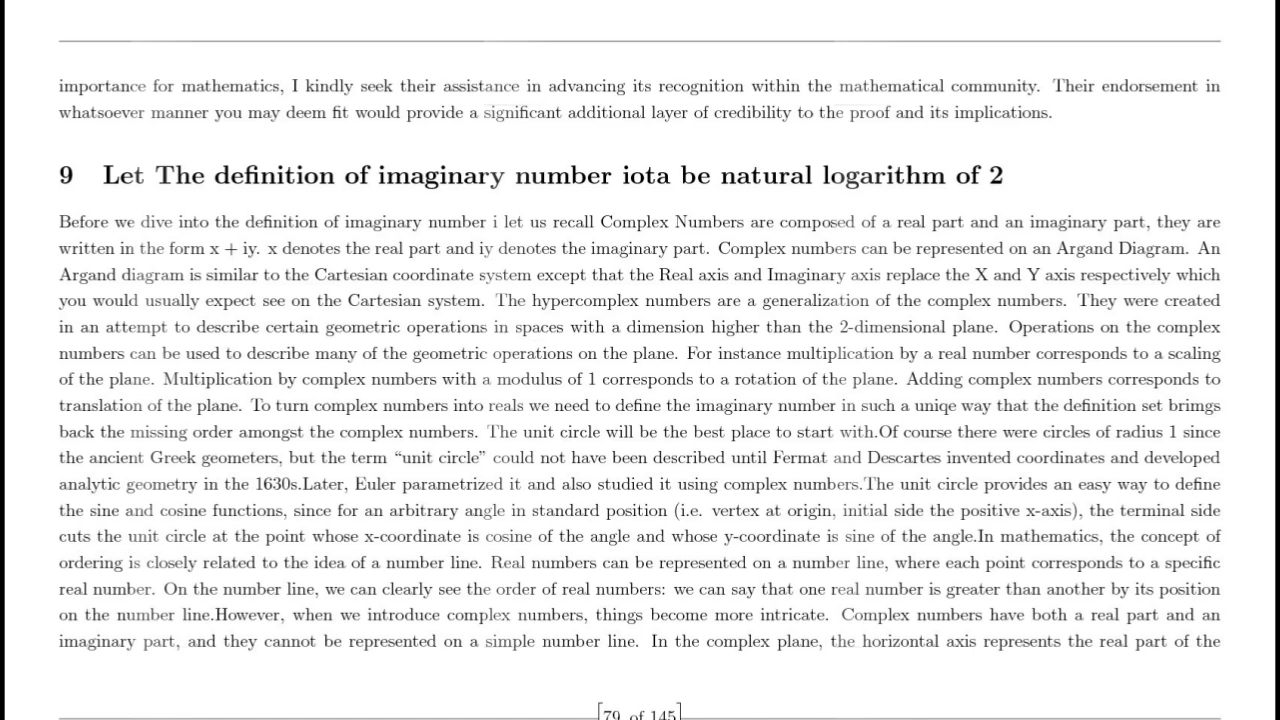 importance for mathematics, I kindly seek their assistance in advancing its recognition within the mathematical community. Their endorsement in
whatsoever manner you may deem fit would provide a significant additional layer of credibility to the proof and its implications.
9 Let The definition of imaginary number iota be natural logarithm of 2
Before we dive into the definition of imaginary number i let us recall Complex Numbers are composed of a real part and an imaginary part, they are
written in the form x + iy. x denotes the real part and iy denotes the imaginary part. Complex numbers can be represented on an Argand Diagram. An
Argand diagram is similar to the Cartesian coordinate system except that the Real axis and Imaginary axis replace the X and Y axis respectively which
you would usually expect see on the Cartesian system. The hypercomplex numbers are a generalization of the complex numbers. They were created
in an attempt to describe certain geometric operations in spaces with a dimension higher than the 2-dimensional plane. Operations on the complex
numbers can be used to describe many of the geometric operations on the plane. For instance multiplication by a real number corresponds to a scaling
of the plane. Multiplication by complex numbers with a modulus of 1 corresponds to a rotation of the plane. Adding complex numbers corresponds to
translation of the plane. To turn complex numbers into reals we need to define the imaginary number in such a uniqe way that the definition set brimgs
back the missing order amongst the complex numbers. The unit circle will be the best place to start with.Of course there were circles of radius 1 since
the ancient Greek geometers, but the term “unit circle” could not have been described until Fermat and Descartes invented coordinates and developed
analytic geometry in the 1630s.Later, Euler parametrized it and also studied it using complex numbers.The unit circle provides an easy way to define
the sine and cosine functions, since for an arbitrary angle in standard position (i.e. vertex at origin, initial side the positive x-axis), the terminal side
cuts the unit circle at the point whose x-coordinate is cosine of the angle and whose y-coordinate is sine of the angle.In mathematics, the concept of
ordering is closely related to the idea of a number line. Real numbers can be represented on a number line, where each point corresponds to a specific
real number. On the number line, we can clearly see the order of real numbers: we can say that one real number is greater than another by its position
on the number line.However, when we introduce complex numbers, things become more intricate. Complex numbers have both a real part and an
imaginary part, and they cannot be represented on a simple number line. In the complex plane, the horizontal axis represents the real part of the
79 of 145